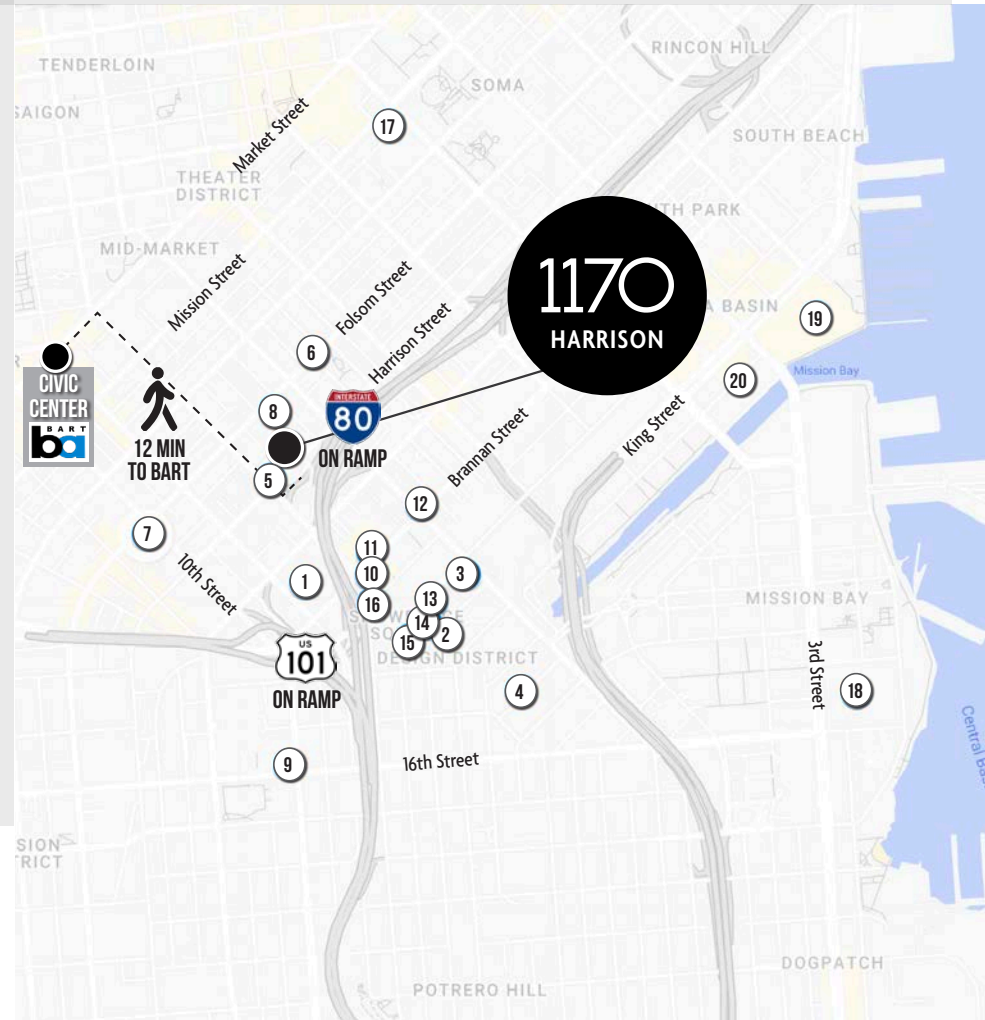 RINCON HILL
TENDERLOIN
SOMA
SAIGON
17
Market Street
SOUTH BEACH
THEATER
DISTRICT
TH PARK
MID-MARKET
Mission Street
Folsom Street
1170
HARRISON
A BASIN
19
Harrison Street
6
CIVIC
CENTER
BART
ba
12 MIN
TO BART
8
INTERSTATE
80
ON RAMP
20
Mission Bay
King Street
Brannan Street
5
12
7
11
10th Street
1
10
3
16
13
14
15
2
MISSION BAY
DESIGN DISTRICT
US
101
ON RAMP
4
3rd Street
18
Central Ba
9
16th Street
SION
TRICT
DOGPATCH
POTRERO HILL